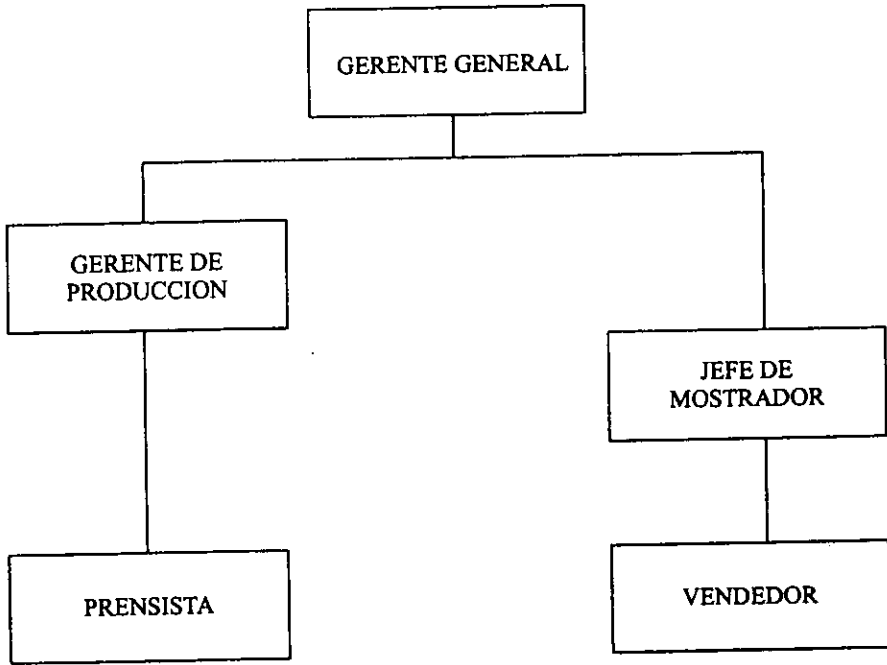 GERENTE GENERAL
GERENTE DE
PRODUCCION
JEFE DE
MOSTRADOR
PRENSISTA
VENDEDOR